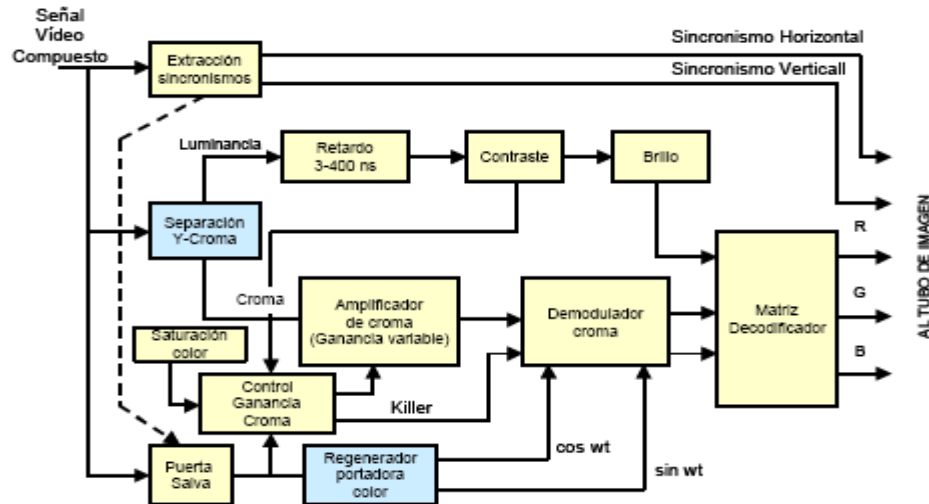 Señal
Vídeo
Compuesto
Extracción
sincronismos
Sincronismo Horizontal
Sincronismo Verticall
Luminancia
Retardo
3-400 ns
Contraste
Brillo
Separación
Y-Croma
Croma
Amplificador
de croma
(Ganancia variable)
Demodulador
croma
Matriz
Decodificador
R
G
B
AL TUBO DE IMAGEN
Saturación
color
Control
Ganancia
Croma
Killer
Puerta
Salva
Regenerador
portadora
color
cos wt
sin wt